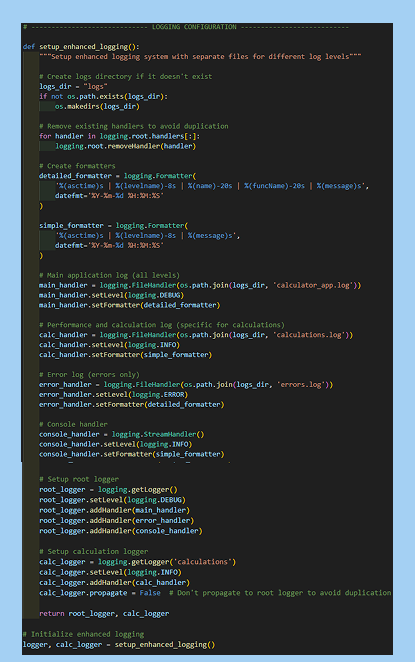 # ------------------------------ LOGGING CONFIGURATION ----------------------------
def setup_enhanced_logging():
    """Setup enhanced logging system with separate files for different log levels"""
    # Create logs directory if it doesn't exist
    logs_dir = "logs"
    if not os.path.exists(logs_dir):
        os.makedirs(logs_dir)
    # Remove existing handlers to avoid duplication
    for handler in logging.root.handlers[:]:
        logging.root.removeHandler(handler)
    # Create formatters
    detailed_formatter = logging.Formatter(
        '%(asctime)s | %(levelname)-8s | %(name)-20s | %(funcName)-20s | %(message)s',
        datefmt='%Y-%m-%d %H:%M:%S'
    )
    simple_formatter = logging.Formatter(
        '%(asctime)s | %(levelname)-8s | %(message)s',
        datefmt='%Y-%m-%d %H:%M:%S'
    )
    # Main application log (all levels)
    main_handler = logging.FileHandler(os.path.join(logs_dir, 'calculator_app.log'))
    main_handler.setLevel(logging.DEBUG)
    main_handler.setFormatter(detailed_formatter)
    # Performance and calculation log (specific for calculations)
    calc_handler = logging.FileHandler(os.path.join(logs_dir, 'calculations.log'))
    calc_handler.setLevel(logging.INFO)
    calc_handler.setFormatter(simple_formatter)
    # Error log (errors only)
    error_handler = logging.FileHandler(os.path.join(logs_dir, 'errors.log'))
    error_handler.setLevel(logging.ERROR)
    error_handler.setFormatter(detailed_formatter)
    # Console handler
    console_handler = logging.StreamHandler()
    console_handler.setLevel(logging.INFO)
    console_handler.setFormatter(simple_formatter)
    # Setup root logger
    root_logger = logging.getLogger()
    root_logger.setLevel(logging.DEBUG)
    root_logger.addHandler(main_handler)
    root_logger.addHandler(error_handler)
    root_logger.addHandler(console_handler)
    # Setup calculation logger
    calc_logger = logging.getLogger('calculations')
    calc_logger.setLevel(logging.INFO)
    calc_logger.addHandler(calc_handler)
    calc_logger.propagate = False  # Don't propagate to root logger to avoid duplication
    return root_logger, calc_logger
# Initialize enhanced logging
logger, calc_logger = setup_enhanced_logging()